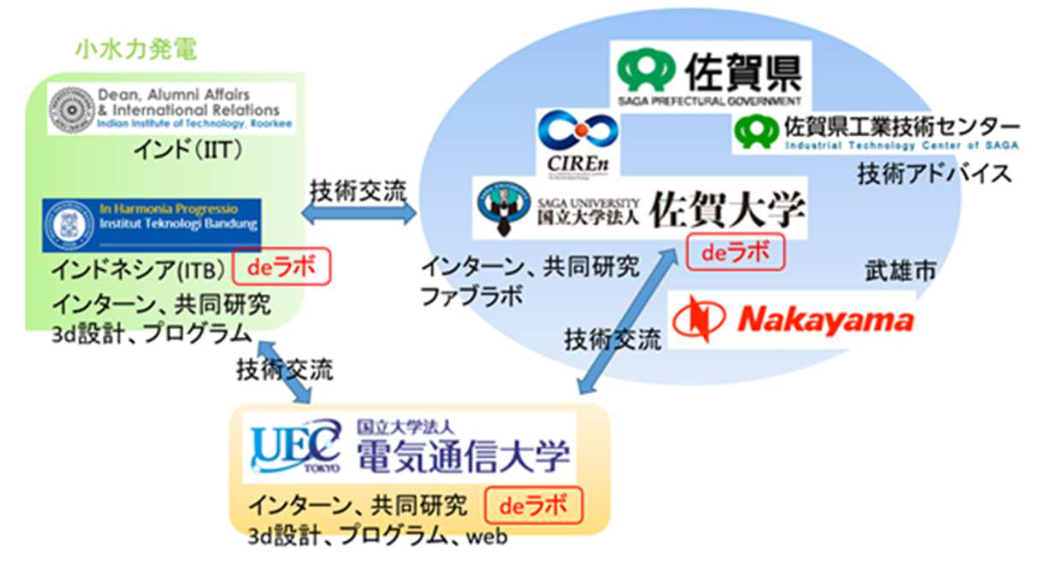 小水力発電
Dean, Alumni Affairs
& International Relations
Indian Institute of Technology, Roorkee
インド(IIT)
In Harmonia Progressio
Institut Teknologi Bandung
インドネシア(ITB) deラボ
インターン、共同研究
3d設計、プログラム
技術交流
佐賀県
SAGA PREFECTURAL GOVERNMENT
佐賀県工業技術センター
Industrial Technology Center of SAGA
技術アドバイス
CIREn
SAGA UNIVERSITY
国立大学法人 佐賀大学
deラボ
インターン、共同研究
ファブラボ
武雄市
Nakayama
技術交流
技術交流
UEC
TOKYO
国立大学法人
電気通信大学
インターン、共同研究 deラボ
3d設計、プログラム、web